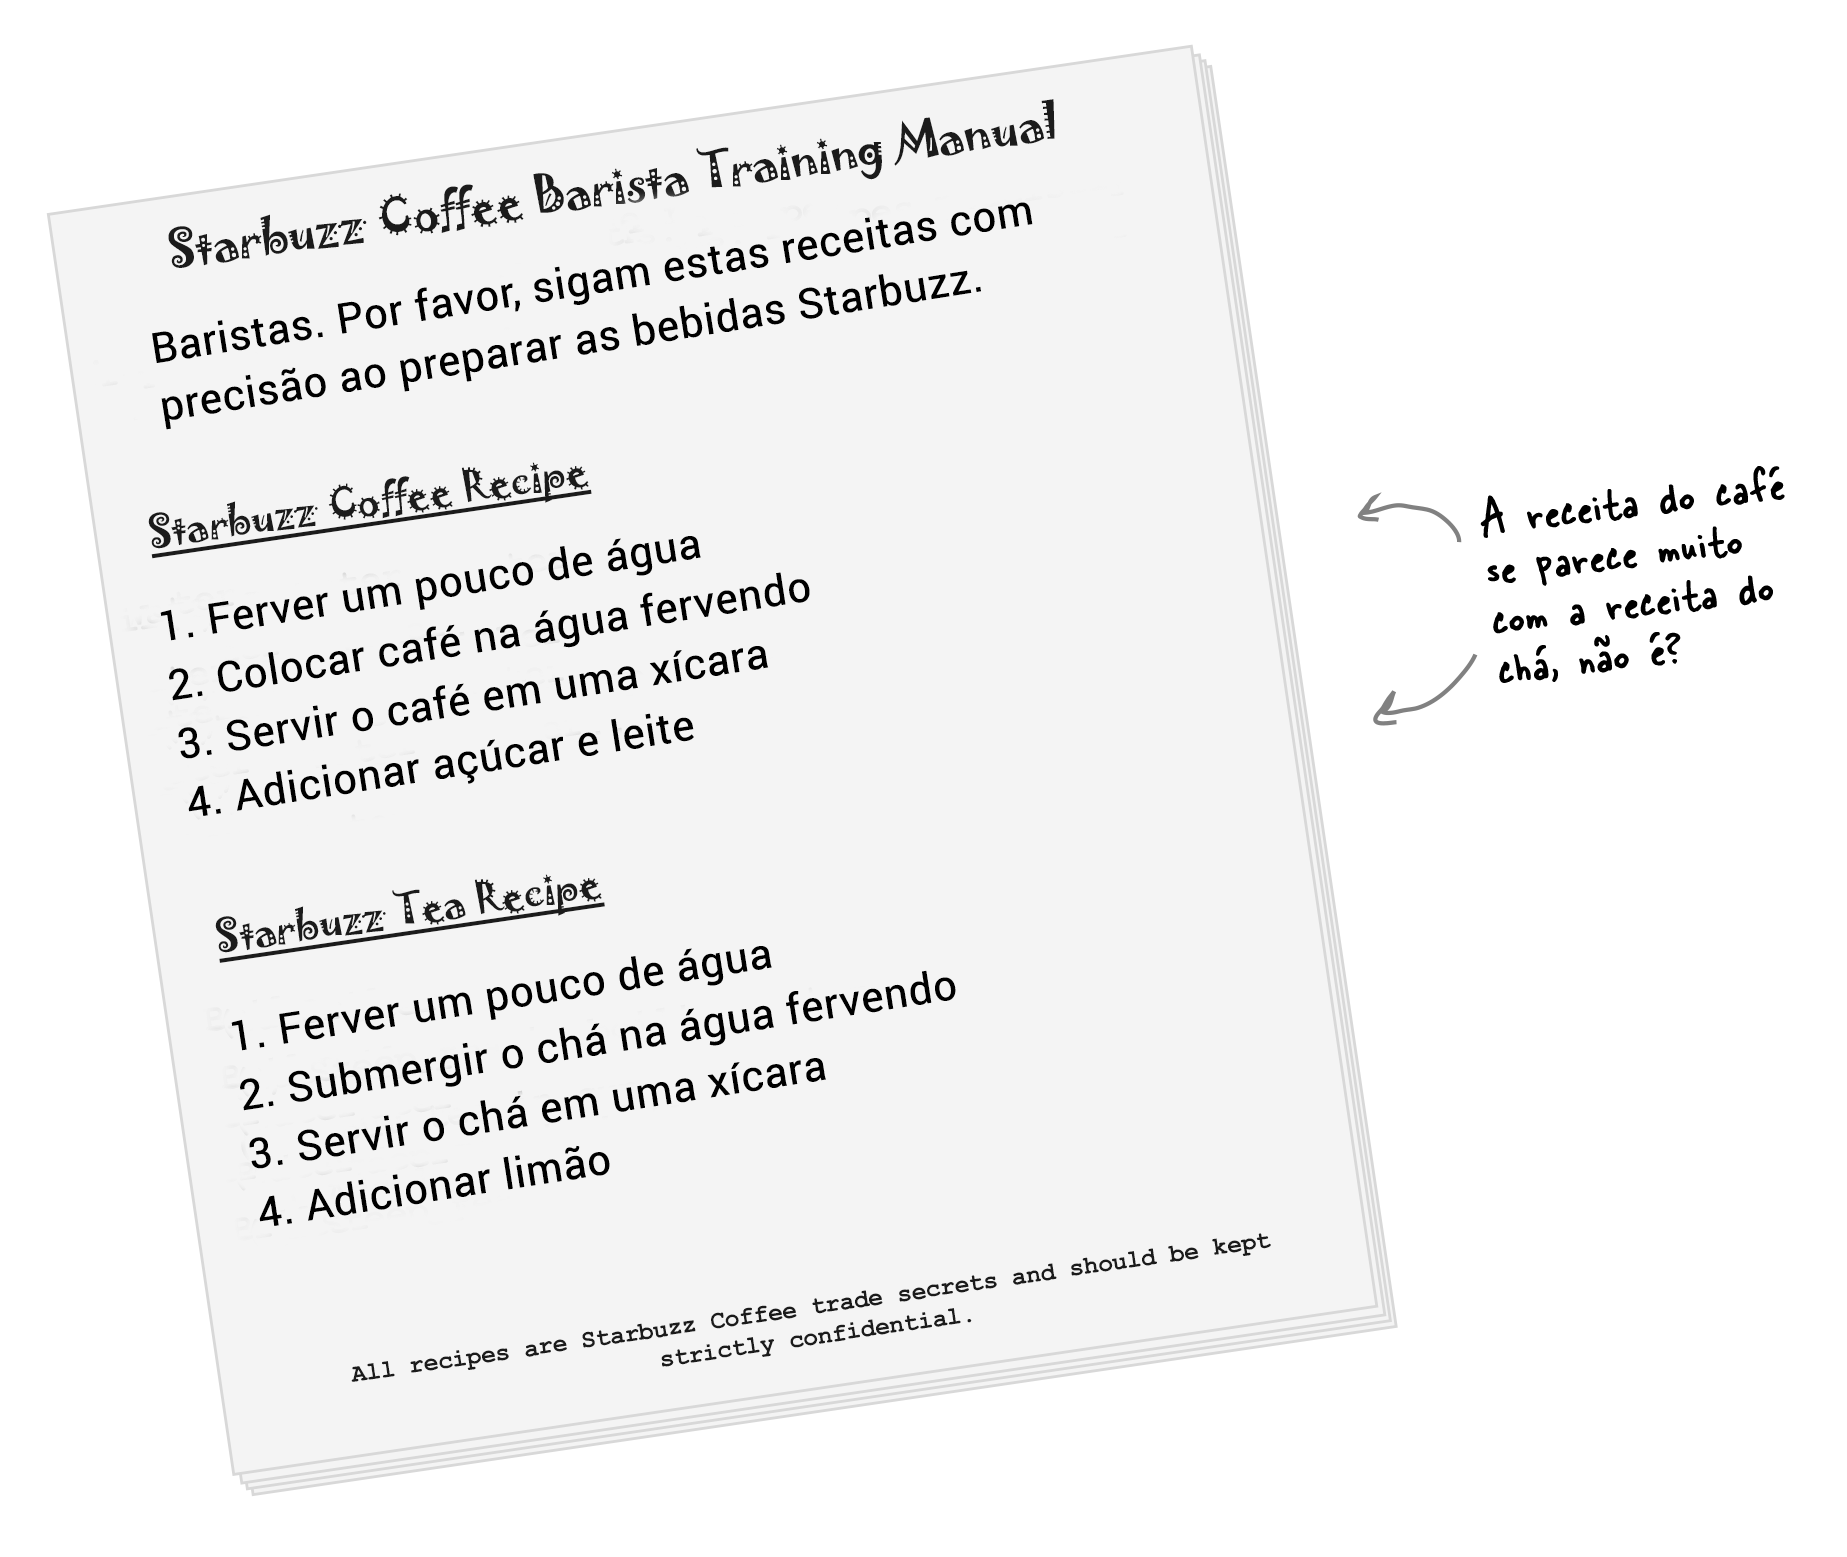 Starbuzz Coffee Barista Training Manual
Baristas. Por favor, sigam estas receitas com
precisão ao preparar as bebidas Starbuzz.
Starbuzz Coffee Recipe
1. Ferver um pouco de água
2. Colocar café na água fervendo
3. Servir o café em uma xícara
4. Adicionar açúcar e leite
Starbuzz Tea Recipe
1. Ferver um pouco de água
2. Submergir o chá na água fervendo
3. Servir o chá em uma xícara
4. Adicionar limão
All recipes are Starbuzz Coffee trade secrets and should be kept
strictly confidential.
A receita do café
se parece muito
com a receita do
chá, não é?